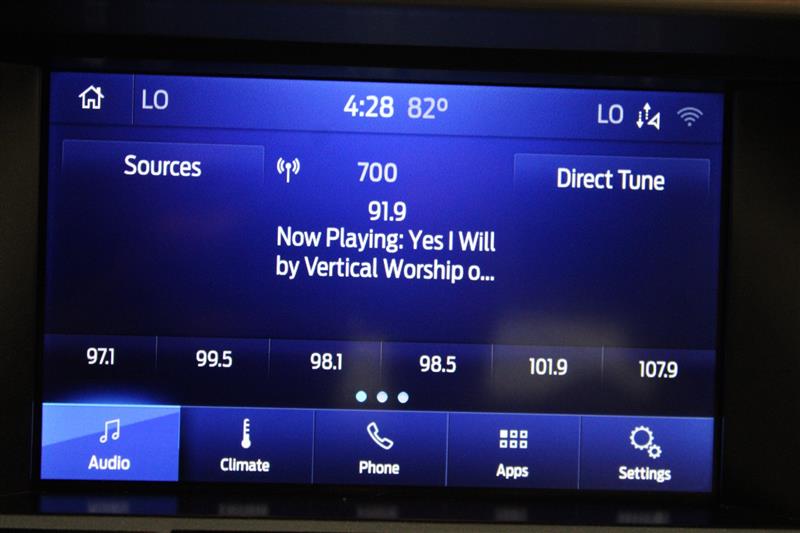 LO 4:28 82° LO
Sources 700 Direct Tune
91.9
Now Playing: Yes I Will
by Vertical Worship o...
97.1 99.5 98.1 98.5 101.9 107.9
Audio Climate Phone Apps Settings